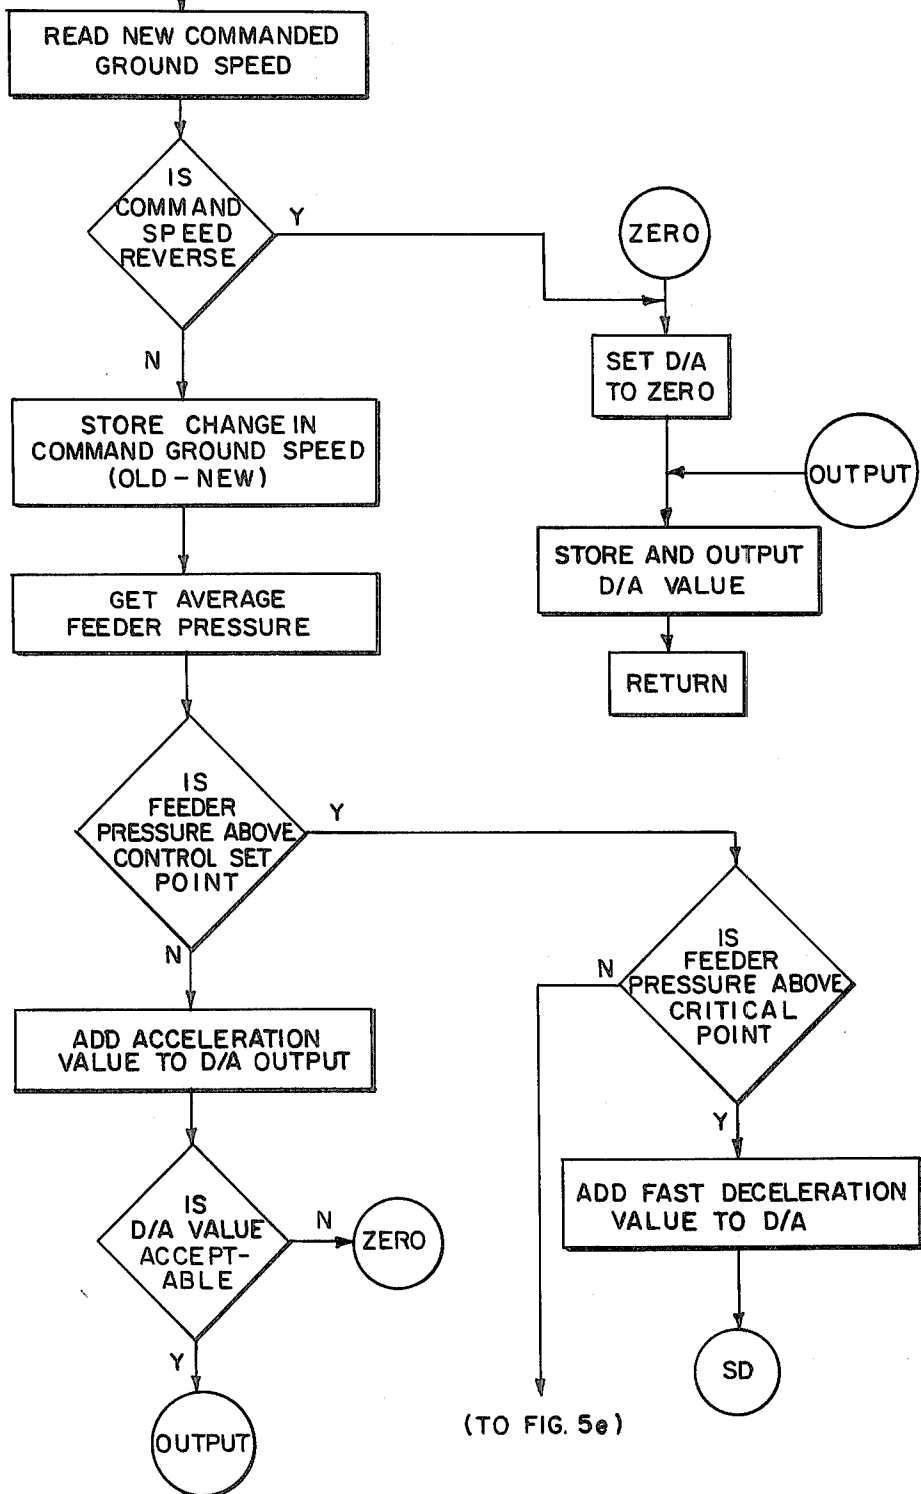 READ NEW COMMANDED
GROUND SPEED
IS
COMMAND
SPEED
REVERSE
Y
N
ZERO
SET D/A
TO ZERO
OUTPUT
STORE AND OUTPUT
D/A VALUE
RETURN
STORE CHANGE IN
COMMAND GROUND SPEED
(OLD - NEW)
GET AVERAGE
FEEDER PRESSURE
IS
FEEDER
PRESSURE ABOVE
CONTROL SET
POINT
Y
N
IS
FEEDER
PRESSURE ABOVE
CRITICAL
POINT
N
Y
ADD ACCELERATION
VALUE TO D/A OUTPUT
IS
D/A VALUE
ACCEPT-
ABLE
N
ZERO
Y
OUTPUT
ADD FAST DECELERATION
VALUE TO D/A
SD
(TO FIG. 5e)